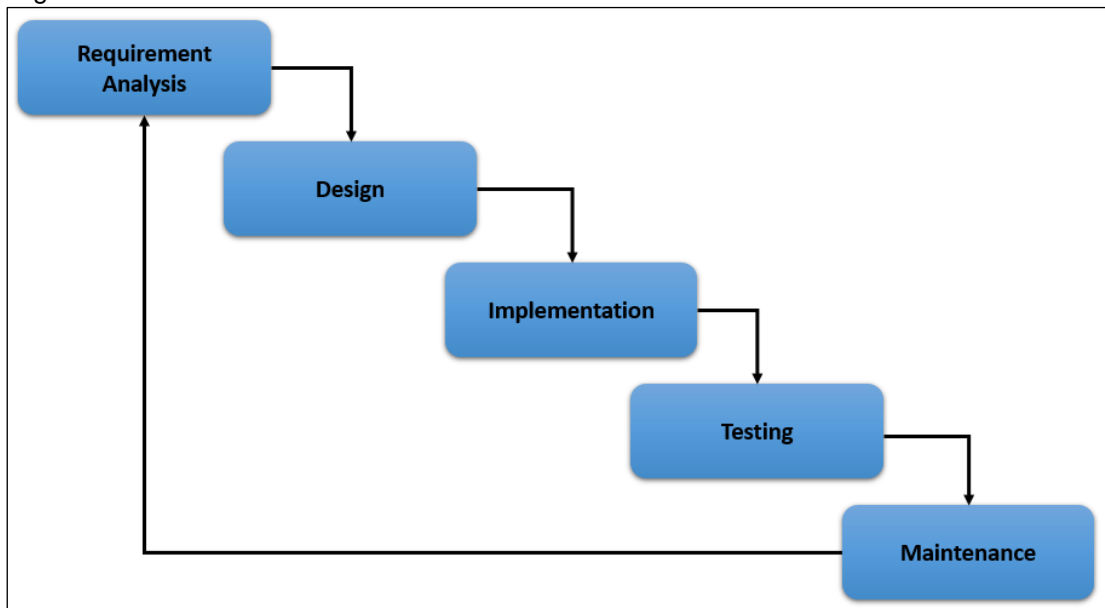 Requirement
Analysis
Design
Implementation
Testing
Maintenance